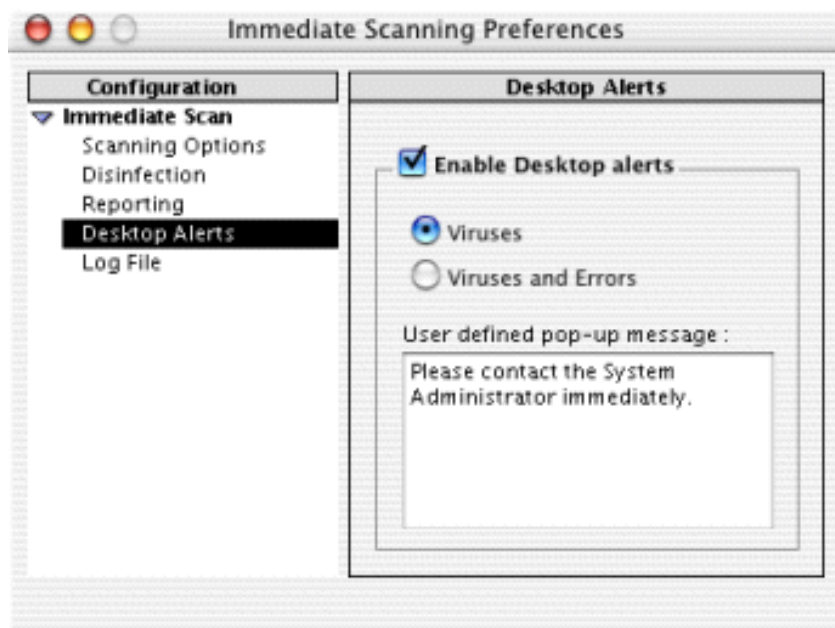 Immediate Scanning Preferences
Configuration
Immediate Scan
Scanning Options
Disinfection
Reporting
Desktop Alerts
Log File
Desktop Alerts
Enable Desktop alerts
Viruses
Viruses and Errors
User defined pop-up message :
Please contact the System
Administrator immediately.